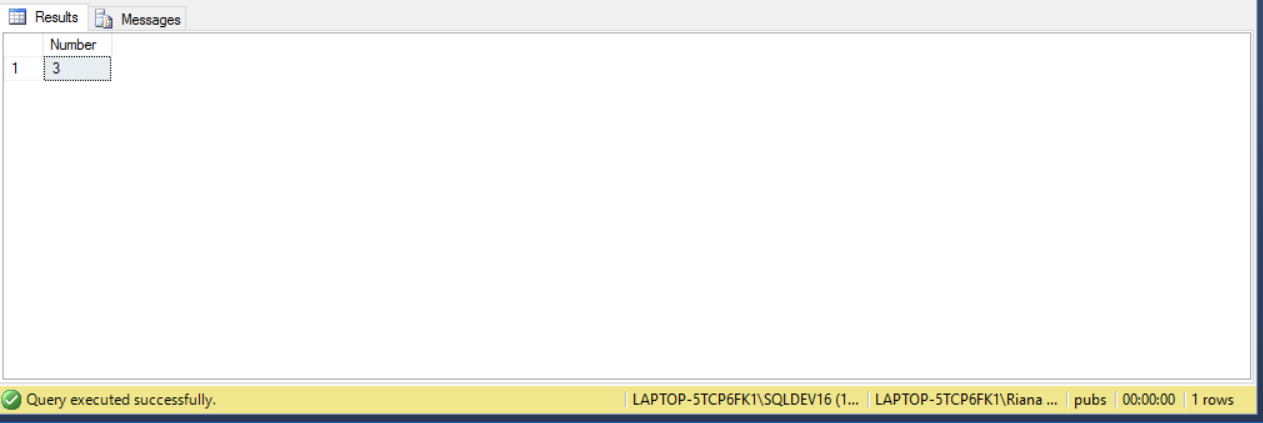 Results Messages
Number
1 3
Query executed successfully. LAPTOP-5TCP6FK1\SQLDEV16 (1... LAPTOP-5TCP6FK1\Riana ... pubs 00:00:00 1 rows